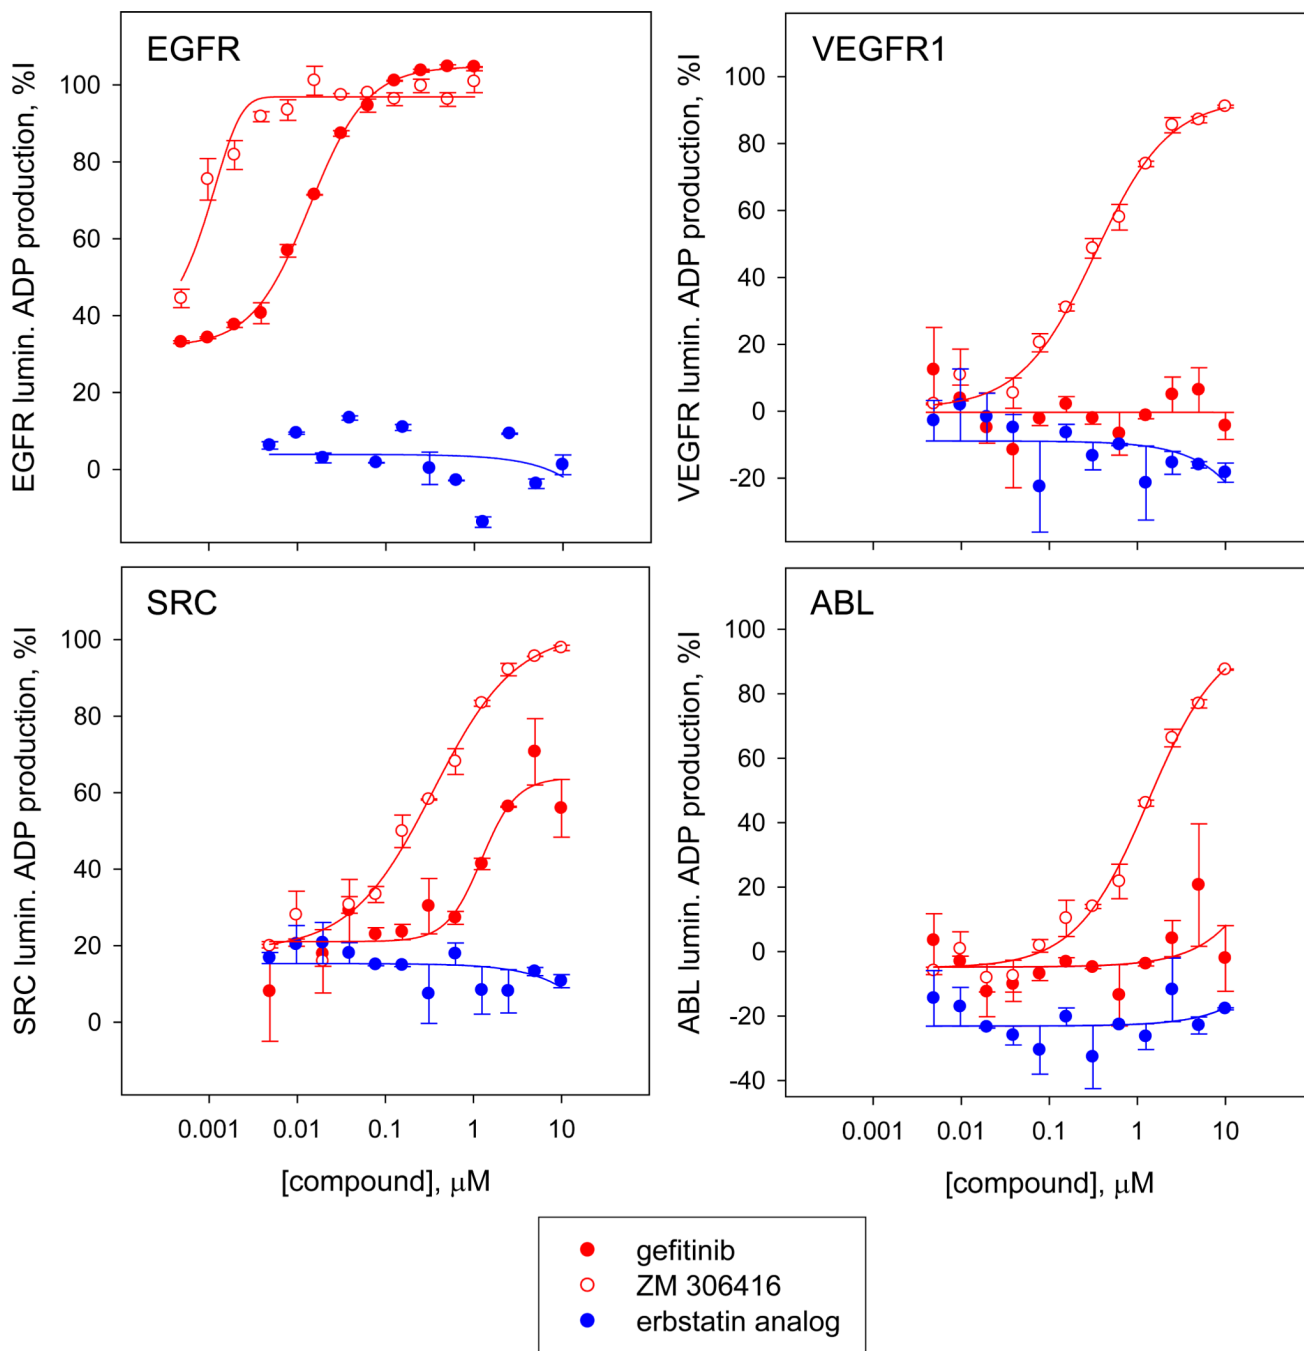 EGFR
EGFR lumin. ADP production, %I
100
80
60
40
20
0
VEGFR1
VEGFR1 lumin. ADP production, %I
100
80
60
40
20
0
-20
SRC
SRC lumin. ADP production, %I
100
80
60
40
20
0
0.001 0.01 0.1 1 10
[compound], μM
ABL
ABL lumin. ADP production, %I
100
80
60
40
20
0
-20
-40
0.001 0.01 0.1 1 10
[compound], μM
gefitinib
ZM 306416
erbstatin analog